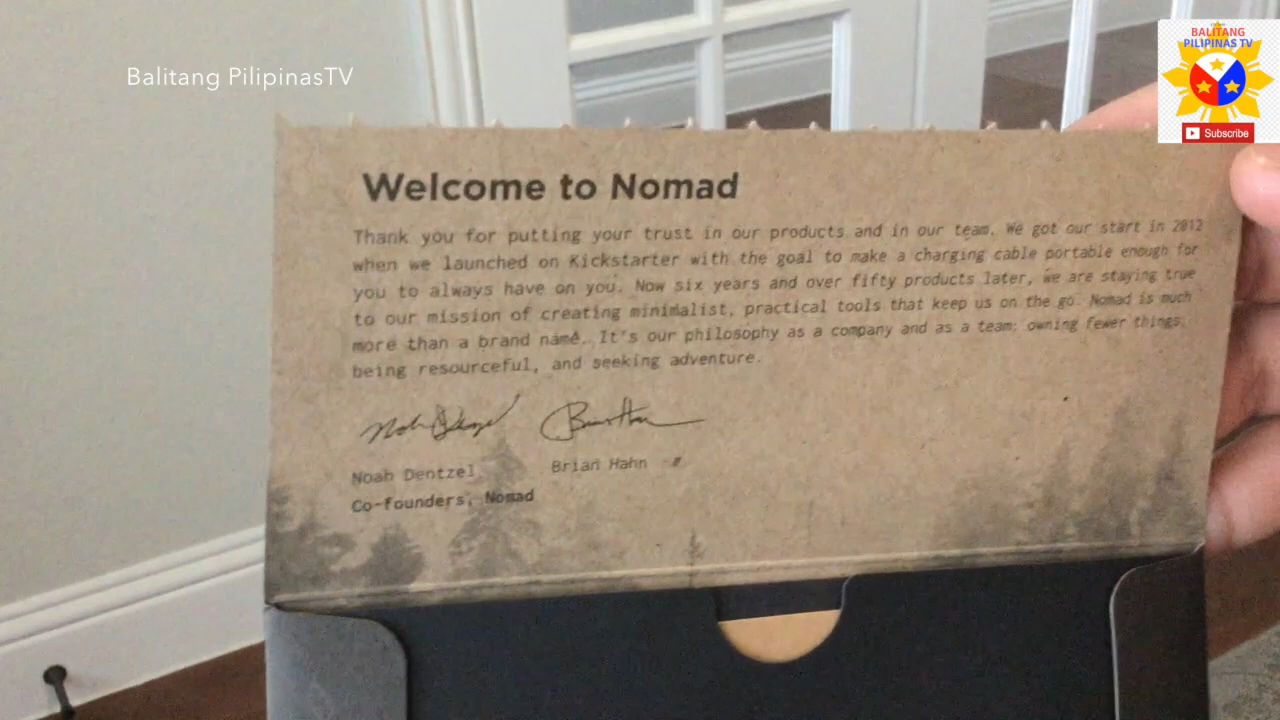 Balitang PilipinasTV
BALITANG
PILIPINAS TV
Subscribe
Welcome to Nomad
Thank you for putting your trust in our products and in our team. We got our start in 2012
when we launched on Kickstarter with the goal to make a charging cable portable enough for
you to always have on you. Now six years and over fifty products later, we are staying true
to our mission of creating minimalist, practical tools that keep us on the go. Nomad is much
more than a brand name. It's our philosophy as a company and as a team: owning fewer things,
being resourceful, and seeking adventure.
Noah Dentzel Brian Hahn
Co-founders, Nomad